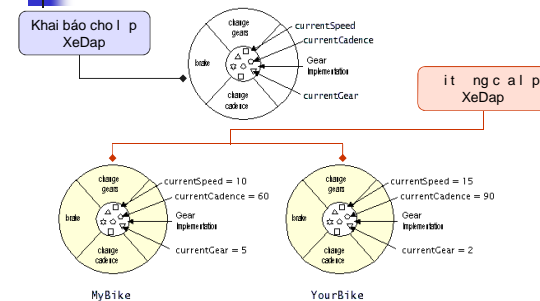 Khai báo cho l p
XeDap
change
gears
brake
change
cadence
currentSpeed
currentCadence
Gear
Implementation
currentGear
i t ng c a l p
XeDap
change
gears
brake
change
cadence
currentSpeed = 10
currentCadence = 60
Gear
Implementation
currentGear = 5
MyBike
change
gears
brake
change
cadence
currentSpeed = 15
currentCadence = 90
Gear
Implementation
currentGear = 2
YourBike